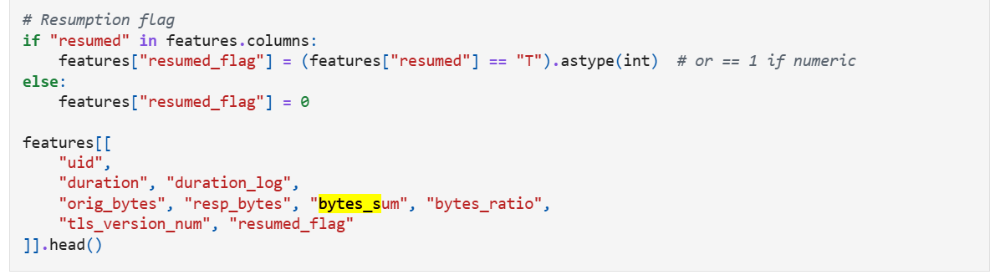 # Resumption flag
if "resumed" in features.columns:
    features["resumed_flag"] = (features["resumed"] == "T").astype(int)  # or == 1 if numeric
else:
    features["resumed_flag"] = 0

features[[
    "uid",
    "duration", "duration_log",
    "orig_bytes", "resp_bytes", "bytes_sum", "bytes_ratio",
    "tls_version_num", "resumed_flag"
]].head()